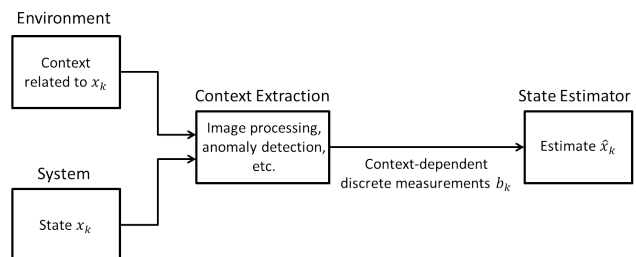 Environment
Context
related to x_k
System
State x_k
Context Extraction
Image processing,
anomaly detection,
etc.
Context-dependent
discrete measurements b_k
State Estimator
Estimate x̂_k